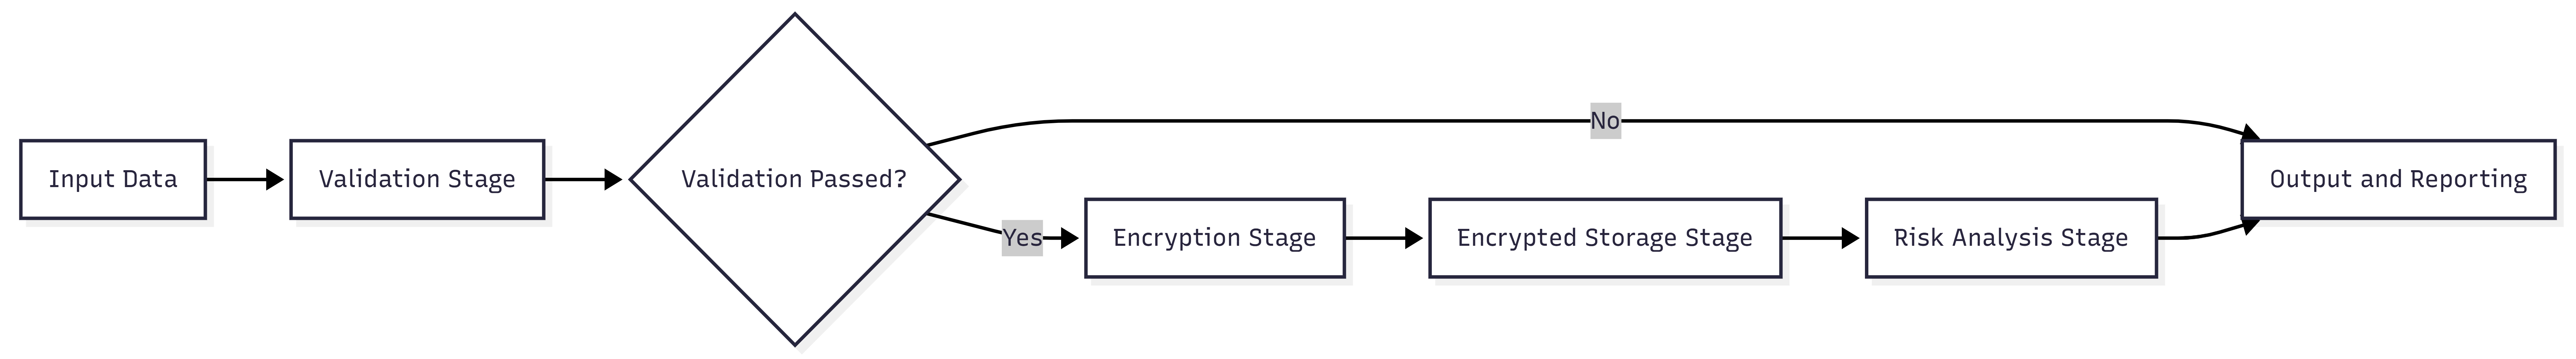 Input Data
Validation Stage
Validation Passed?
No
Yes
Encryption Stage
Encrypted Storage Stage
Risk Analysis Stage
Output and Reporting